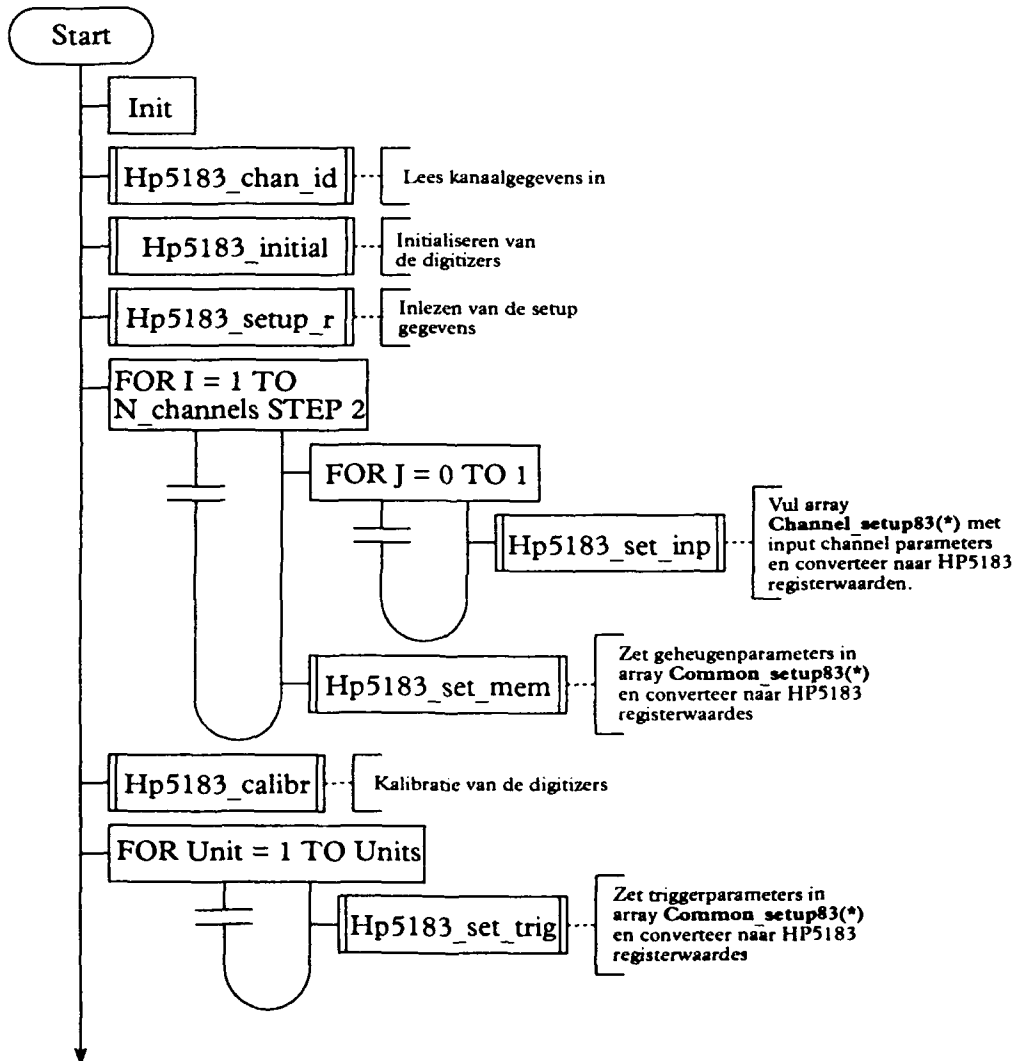 Start
Init
Hp5183_chan_id
Lees kanaalgegevens in
Hp5183_initial
Initialiseren van
de digitizers
Hp5183_setup_r
Inlezen van de setup
gegevens
FOR I = 1 TO
N_channels STEP 2
FOR J = 0 TO 1
Hp5183_set_inp
Vul array
Channel_setup83(*) met
input channel parameters
en converteer naar HP5183
registerwaarden.
Hp5183_set_mem
Zet geheugenparameters in
array Common_setup83(*)
en converteer naar HP5183
registerwaardes
Hp5183_calibr
Kalibratie van de digitizers
FOR Unit = 1 TO Units
Hp5183_set_trig
Zet triggerparameters in
array Common_setup83(*)
en converteer naar HP5183
registerwaardes